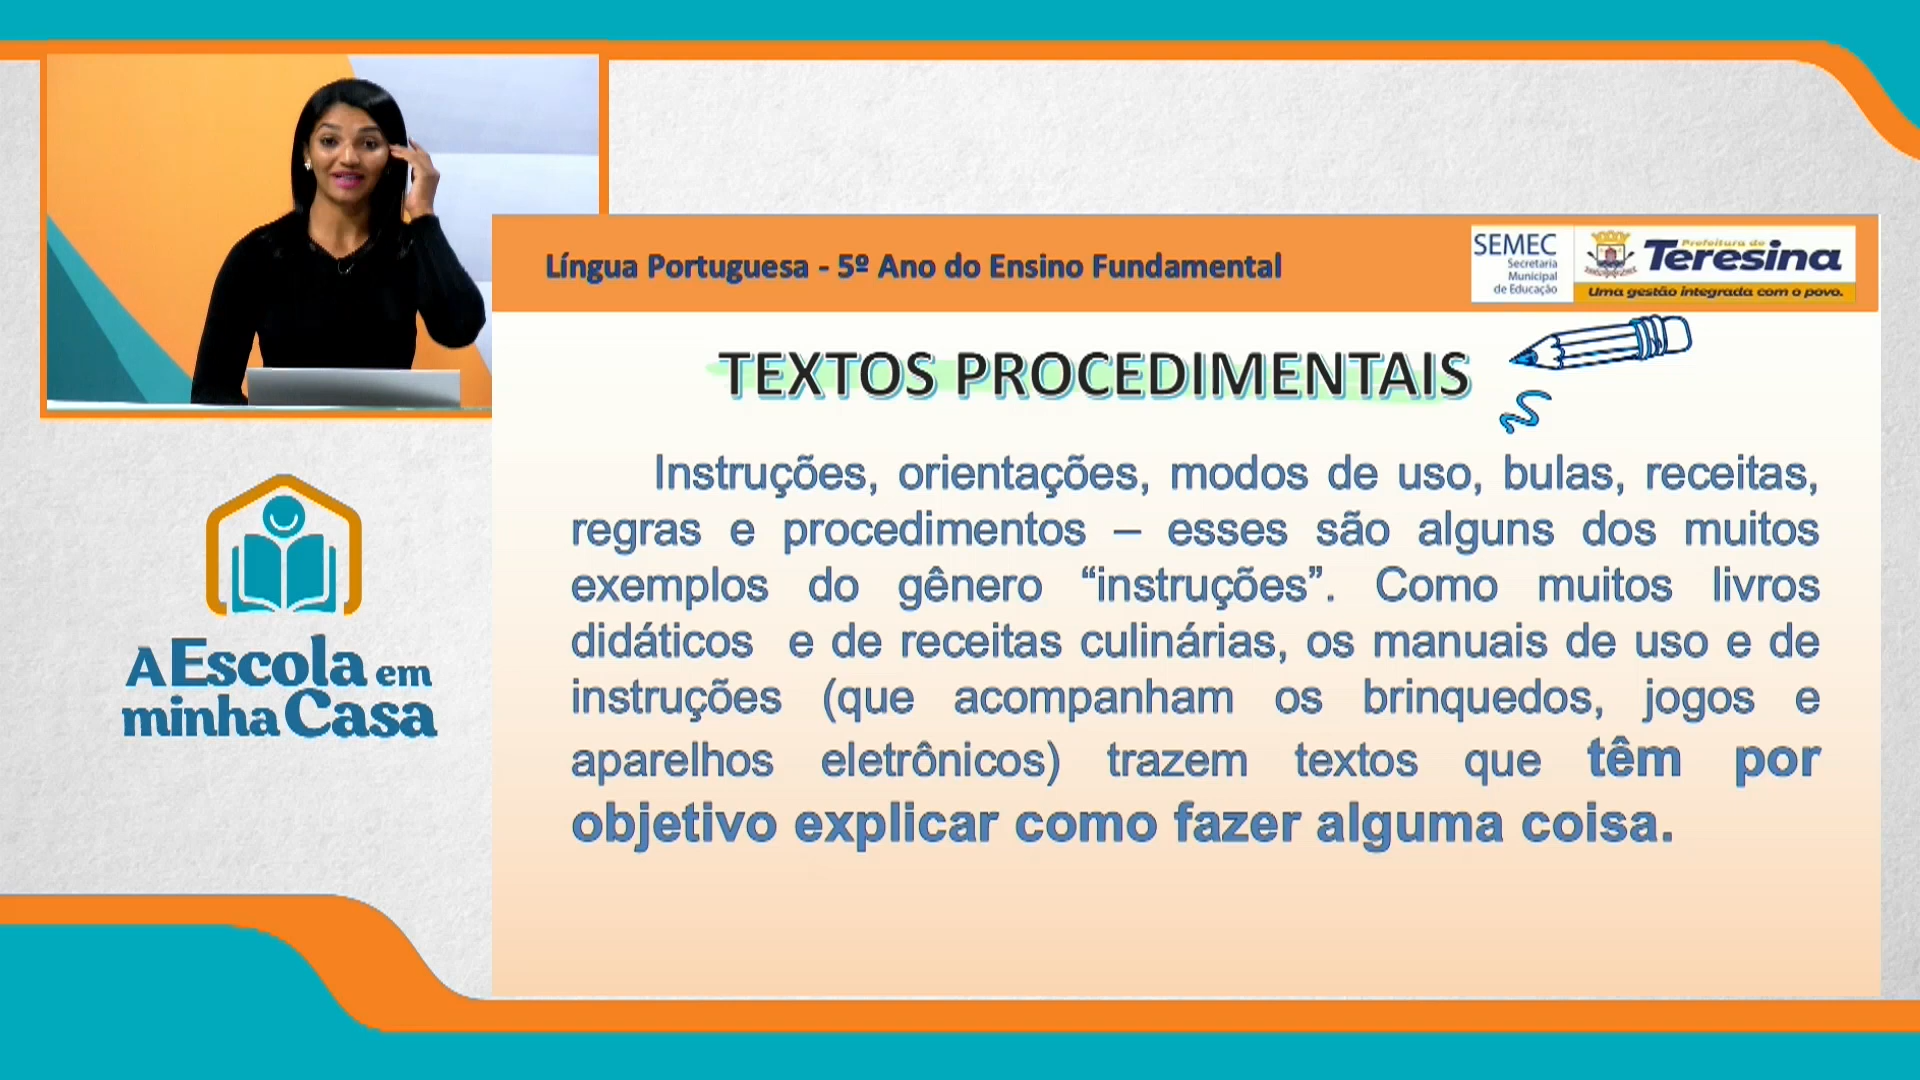 Língua Portuguesa - 5º Ano do Ensino Fundamental
SEMEC
Secretaria
Municipal
de Educação
Prefeitura de
Teresina
Uma gestão integrada com o povo.
TEXTOS PROCEDIMENTAIS
Instruções, orientações, modos de uso, bulas, receitas,
regras e procedimentos – esses são alguns dos muitos
exemplos do gênero “instruções”. Como muitos livros
didáticos e de receitas culinárias, os manuais de uso e de
instruções (que acompanham os brinquedos, jogos e
aparelhos eletrônicos) trazem textos que têm por
objetivo explicar como fazer alguma coisa.
A Escola em
minha Casa